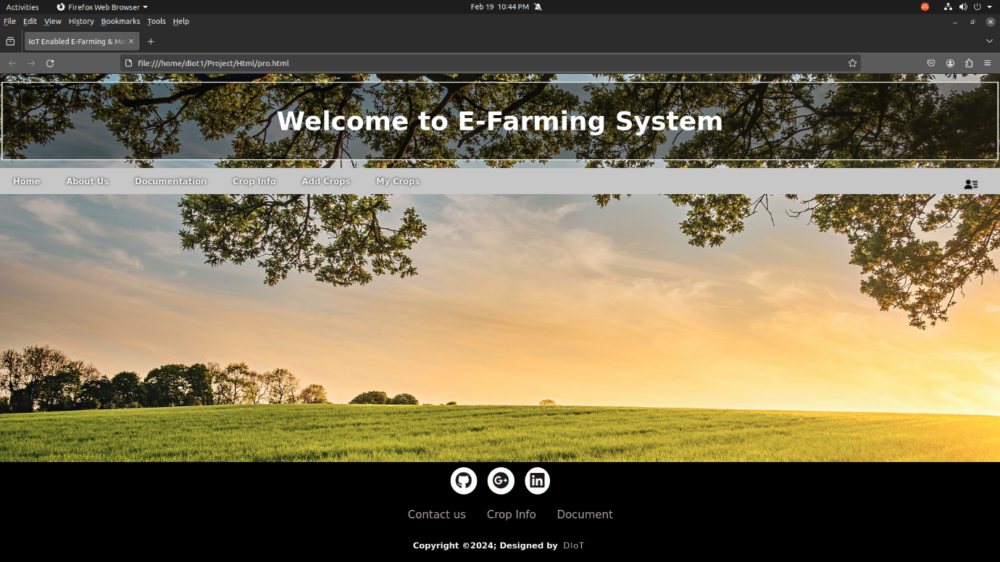 Activities Firefox Web Browser Feb 19 10:44 PM
File Edit View History Bookmarks Tools Help
IoT Enabled E-Farming & Mo
file:///home/diot1/Project/Html/pro.html
Welcome to E-Farming System
Home About Us Documentation Crop Info Add Crops My Crops
G+ in
Contact us Crop Info Document
Copyright ©2024; Designed by DIoT